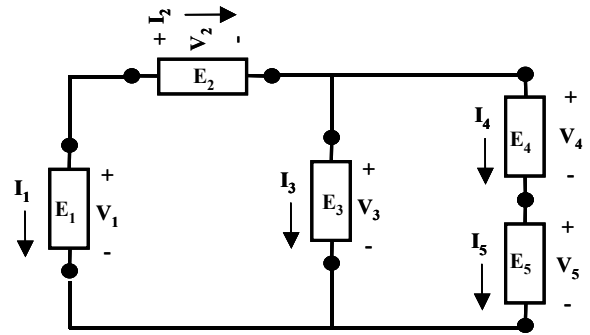 I2
+ V2 -
E2
I1
E1
+
V1
-
I3
E3
+
V3
-
I4
E4
+
V4
-
I5
E5
+
V5
-